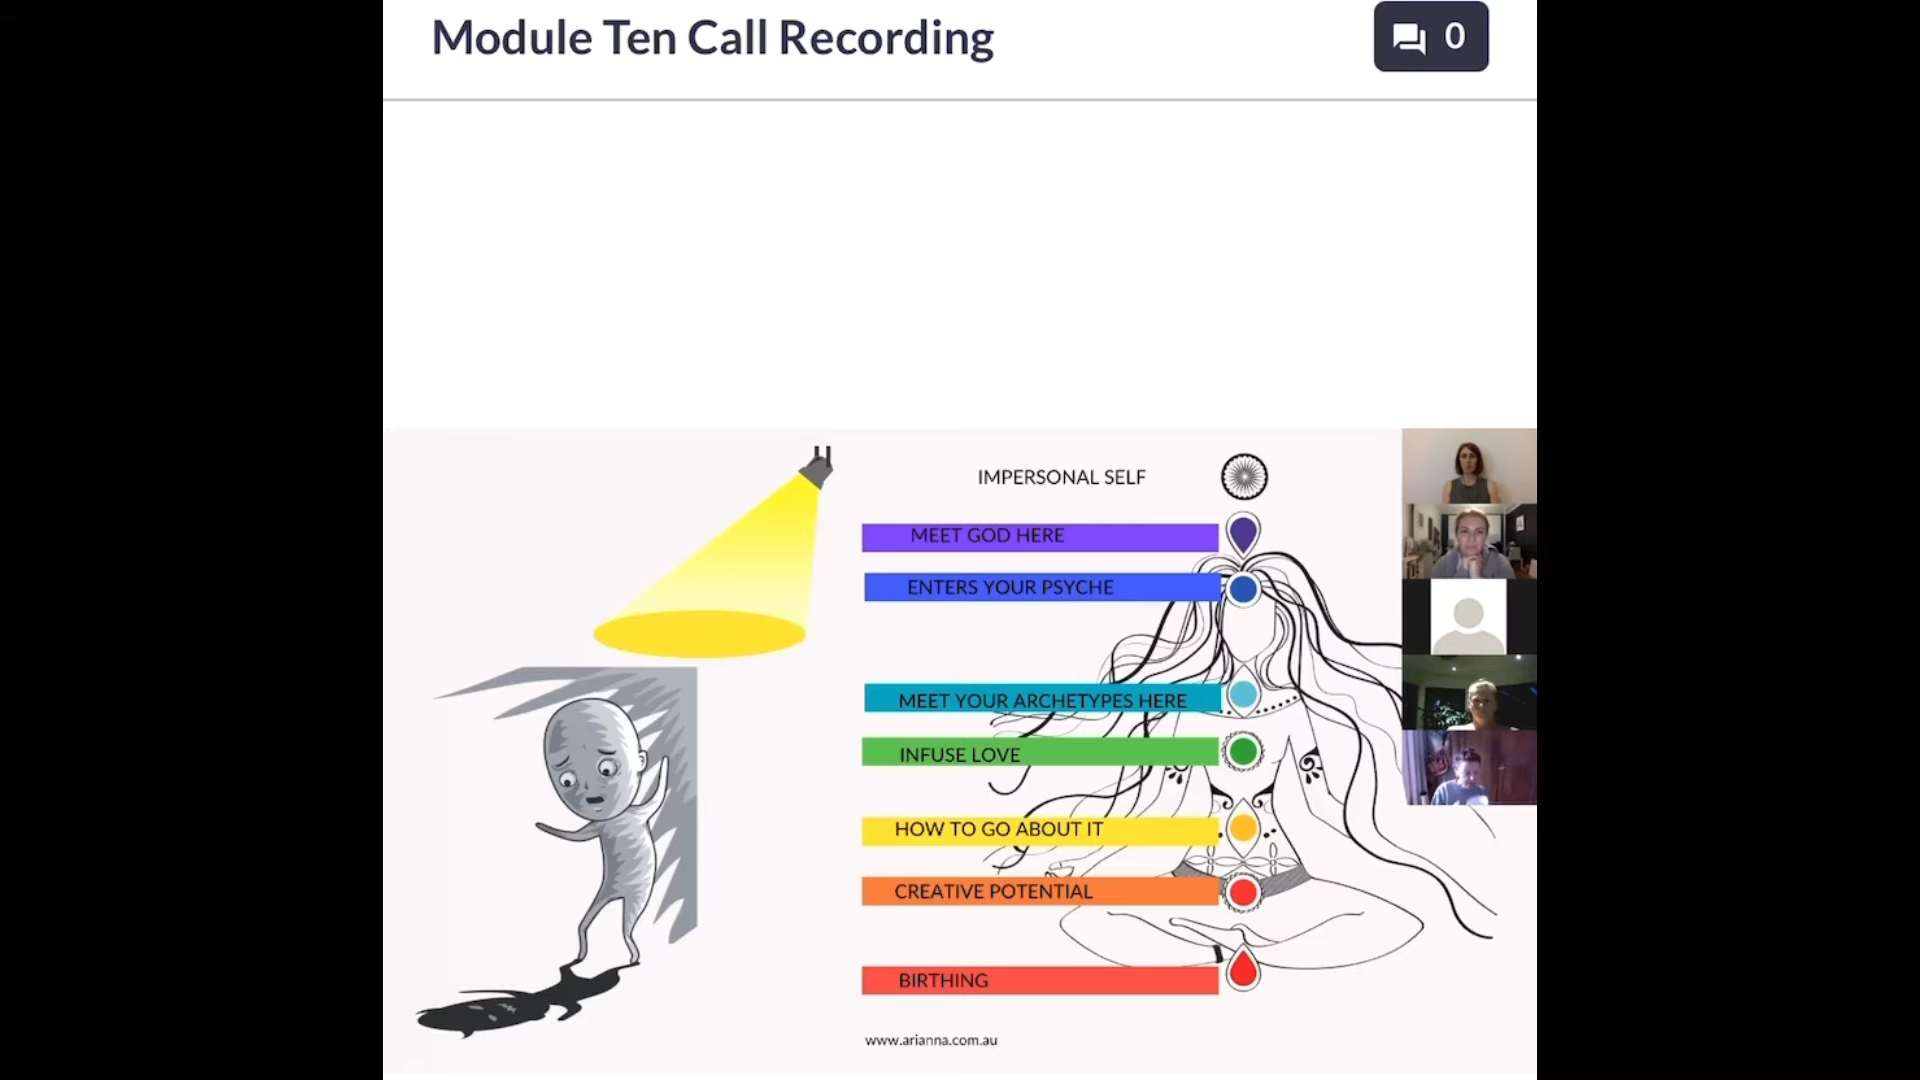 Module Ten Call Recording
0
IMPERSONAL SELF
MEET GOD HERE
ENTERS YOUR PSYCHE
MEET YOUR ARCHETYPES HERE
INFUSE LOVE
HOW TO GO ABOUT IT
CREATIVE POTENTIAL
BIRTHING
www.arianna.com.au